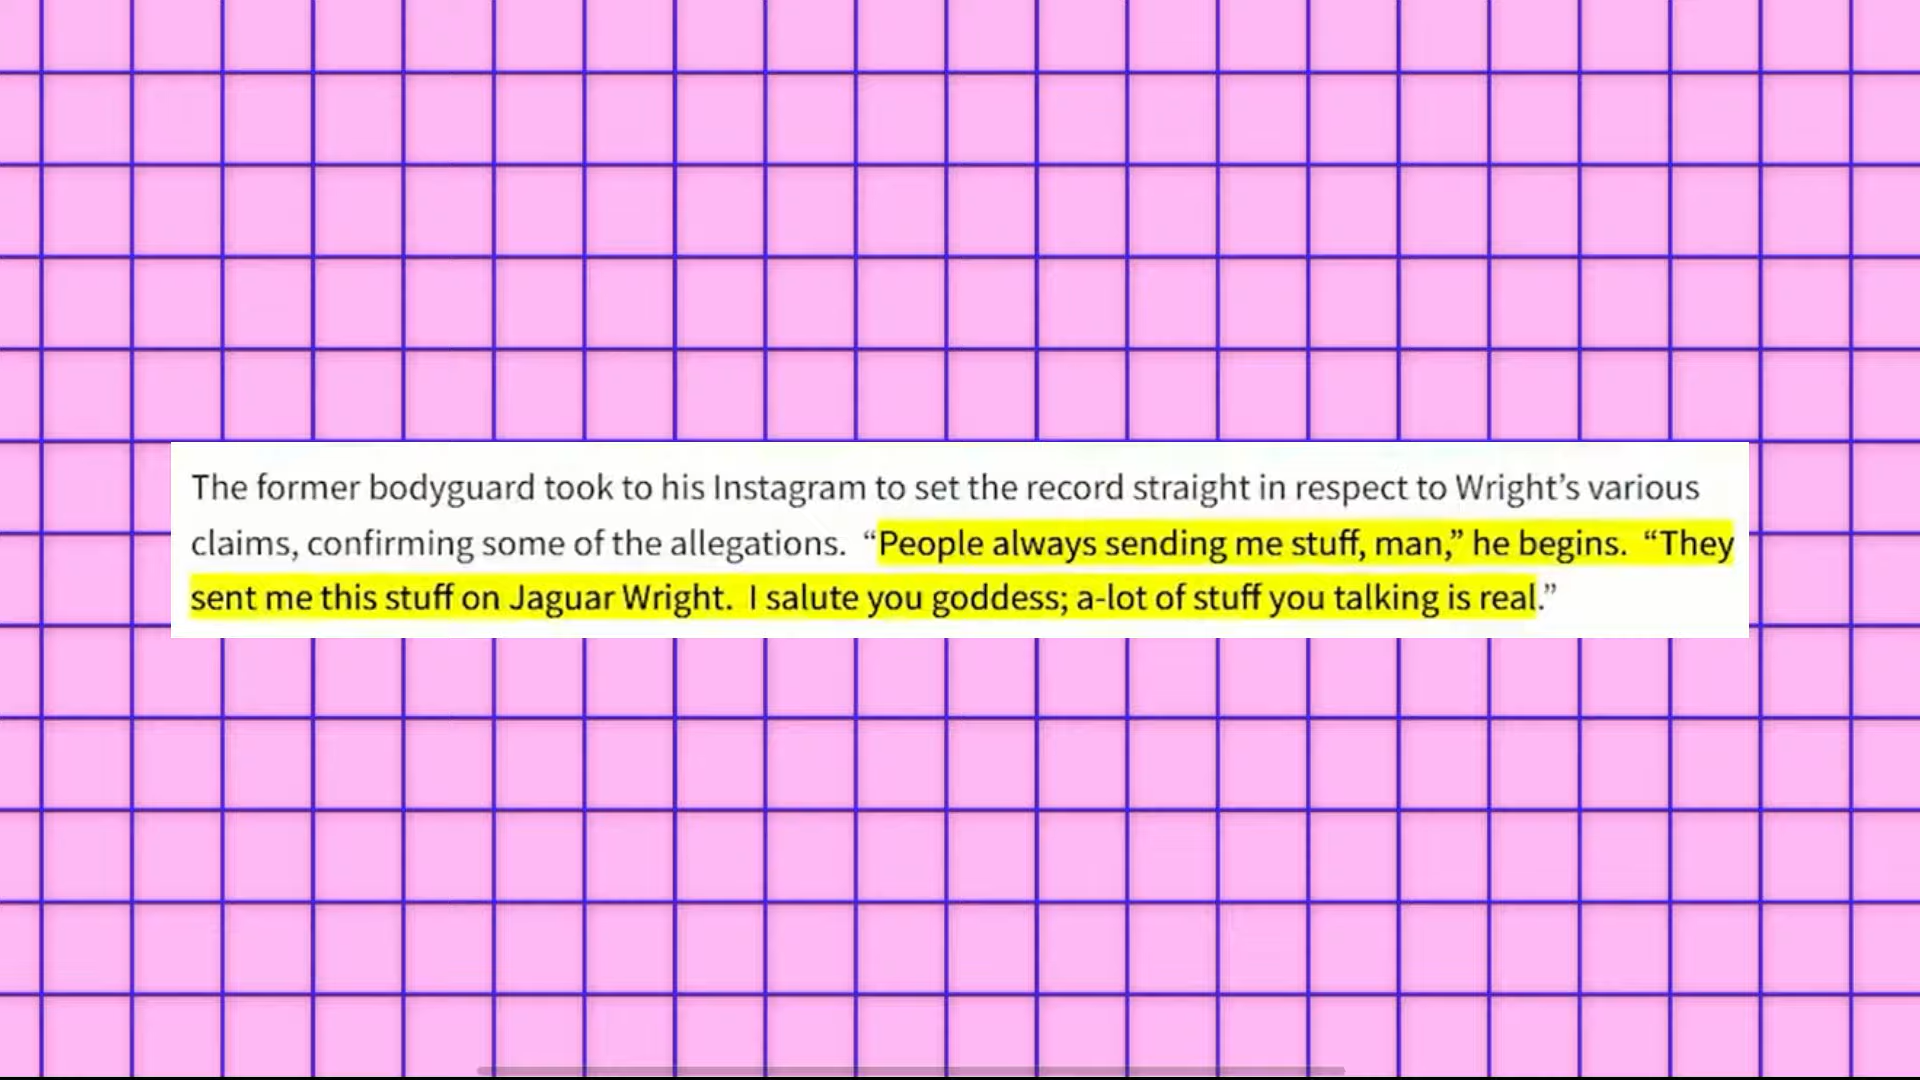 The former bodyguard took to his Instagram to set the record straight in respect to Wright’s various
claims, confirming some of the allegations.  “People always sending me stuff, man,” he begins.  “They
sent me this stuff on Jaguar Wright.  I salute you goddess; a-lot of stuff you talking is real.”